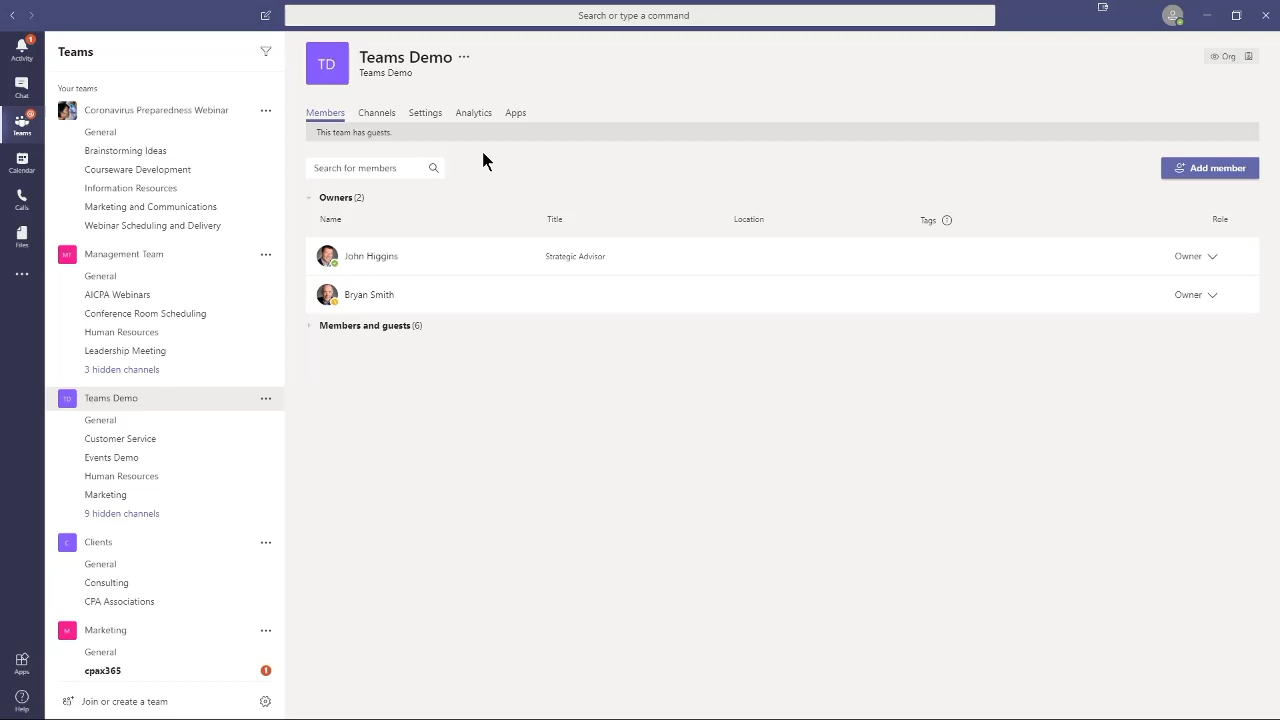 Search or type a command
1
Activity
Chat
Teams
Calendar
Calls
Files
Apps
Help
Teams
Your teams
Coronavirus Preparedness Webinar
General
Brainstorming Ideas
Courseware Development
Information Resources
Marketing and Communications
Webinar Scheduling and Delivery
MT Management Team
General
AICPA Webinars
Conference Room Scheduling
Human Resources
Leadership Meeting
3 hidden channels
TD Teams Demo
General
Customer Service
Events Demo
Human Resources
Marketing
9 hidden channels
C Clients
General
Consulting
CPA Associations
M Marketing
General
cpax365
Join or create a team
TD Teams Demo ...
Teams Demo
Org
Members Channels Settings Analytics Apps
This team has guests.
Search for members
Add member
Owners (2)
Name Title Location Tags Role
John Higgins Strategic Advisor Owner
Bryan Smith Owner
Members and guests (6)